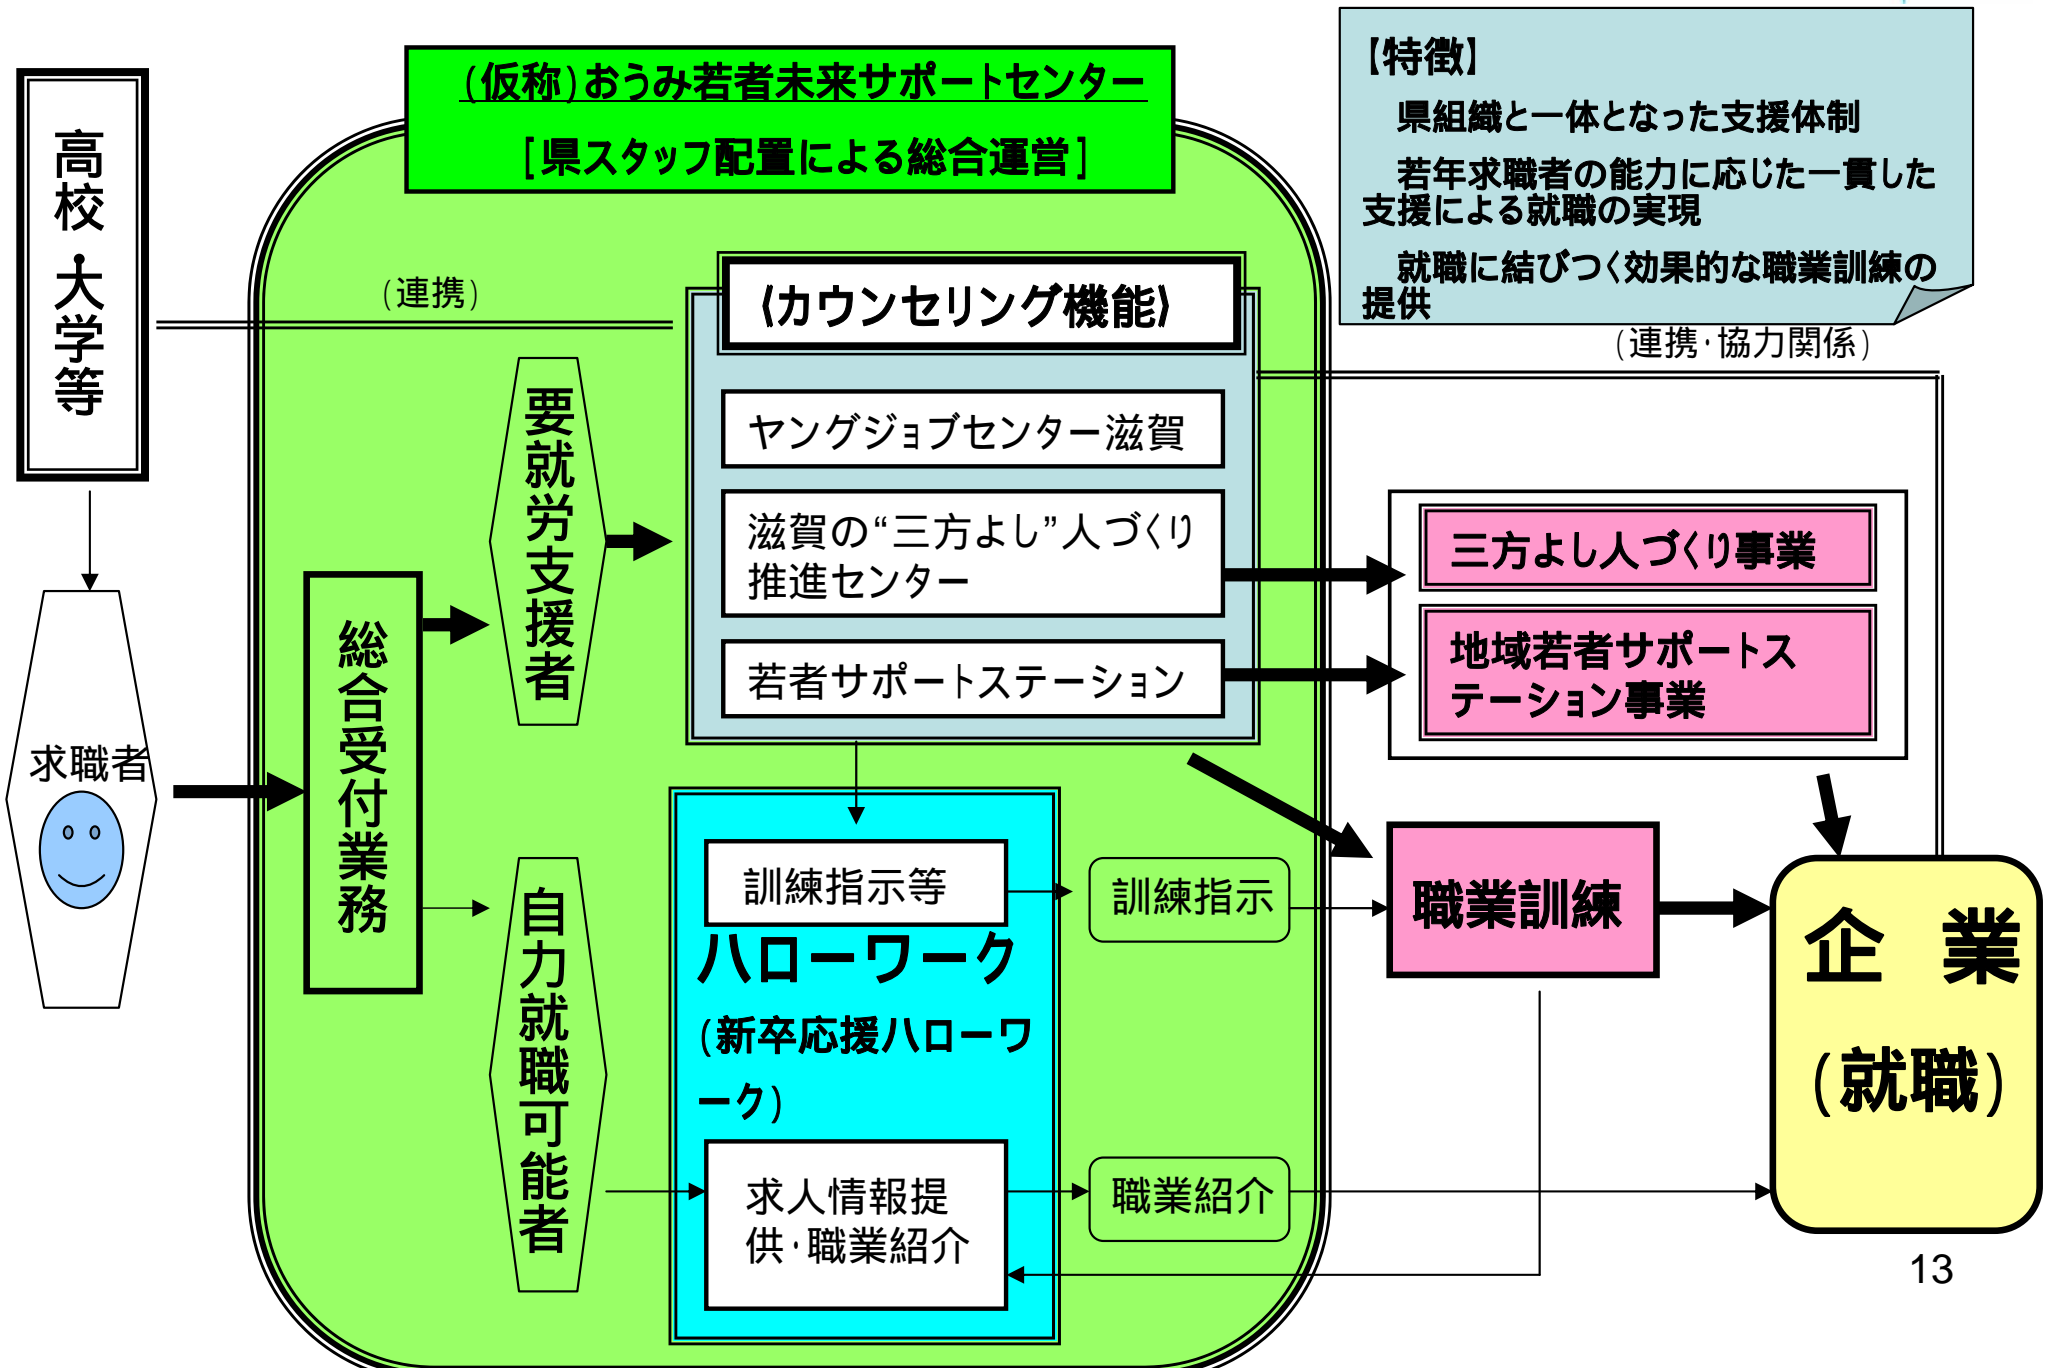 (仮称)おうみ若者未来サポートセンター
[県スタッフ配置による総合運営]
【特徴】
県組織と一体となった支援体制
若年求職者の能力に応じた一貫した
支援による就職の実現
就職に結びつく効果的な職業訓練の
提供
高校・大学等
(連携)
《カウンセリング機能》
(連携・協力関係)
要就労支援者
ヤングジョブセンター滋賀
滋賀の“三方よし”人づくり
推進センター
若者サポートステーション
三方よし人づくり事業
地域若者サポートス
テーション事業
求職者
総合受付業務
自力就職可能者
訓練指示等
ハローワーク
(新卒応援ハローワ
ーク)
求人情報提
供・職業紹介
訓練指示
職業紹介
職業訓練
企 業
(就職)
13